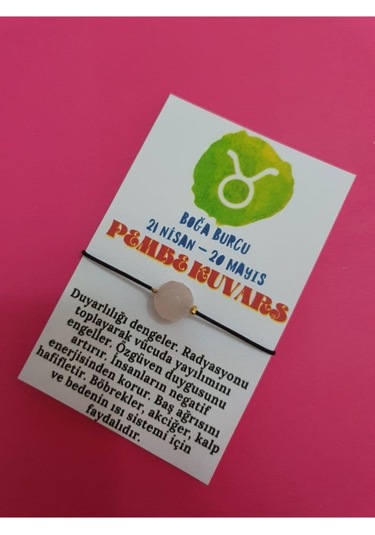 BOĞA BURCU
21 NİSAN – 20 MAYIS
PEMBE KUVARS
Duyarlılığı dengeler. Radyasyonu
toplayarak vücuda yayılımını
engeller. Özgüven duygusunu
artırır. İnsanların negatif
enerjisinden korur. Baş ağrısını
hafifletir. Böbrekler, akciğer, kalp
ve bedenin ısı sistemi için
faydalıdır.